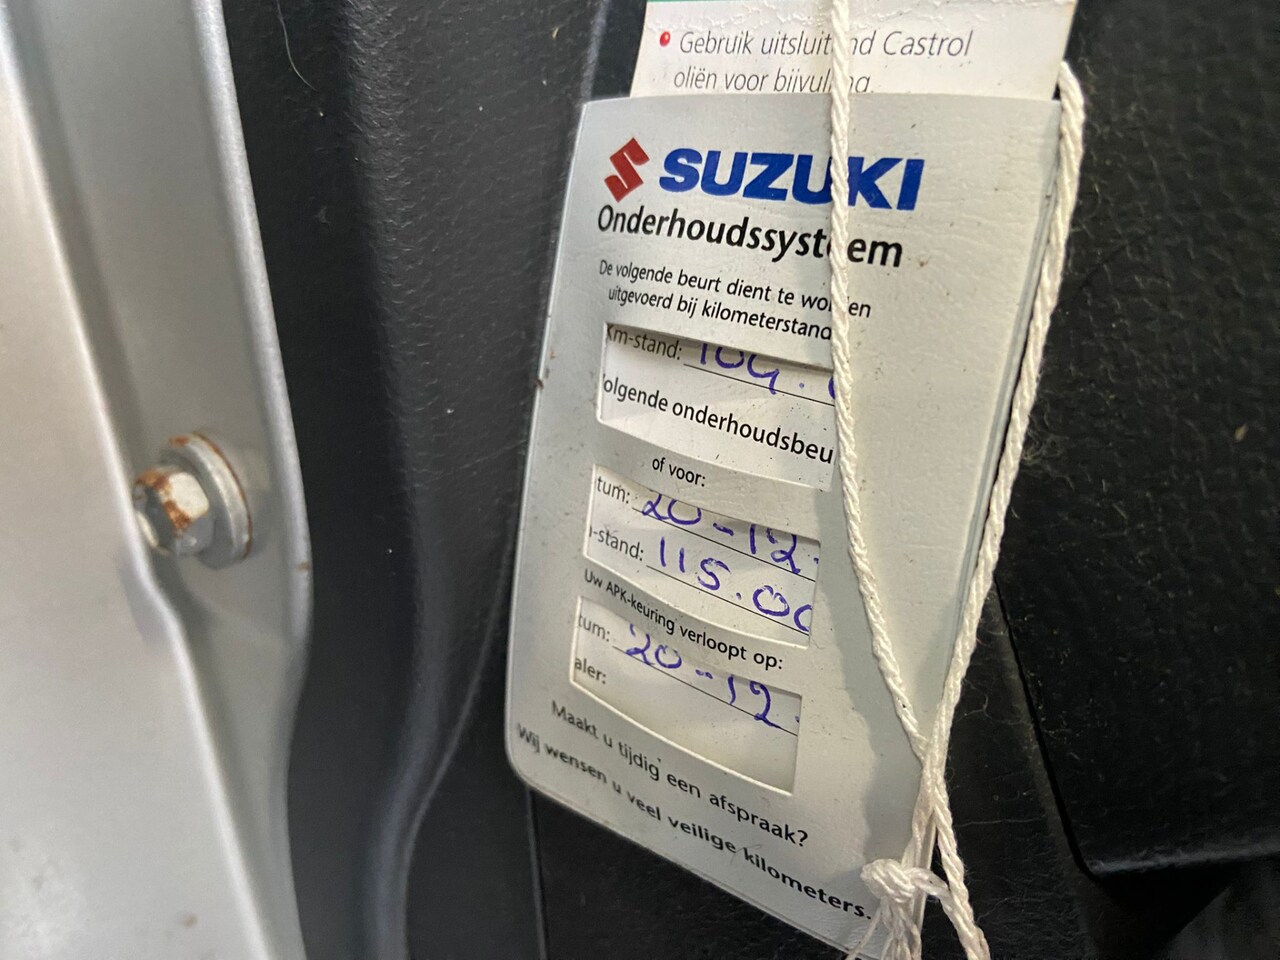 Gebruik uitsluitend Castrol
oliën voor bijvulling.
SUZUKI
Onderhoudssysteem
De volgende beurt dient te worden
uitgevoerd bij kilometerstand
Km-stand: 104.
olgende onderhoudsbeu
of voor:
tum: 20-12.
-stand: 115.00
Uw APK-keuring verloopt op:
tum: 20-12.
aler:
Maakt u tijdig een afspraak?
Wij wensen u veel veilige kilometers.